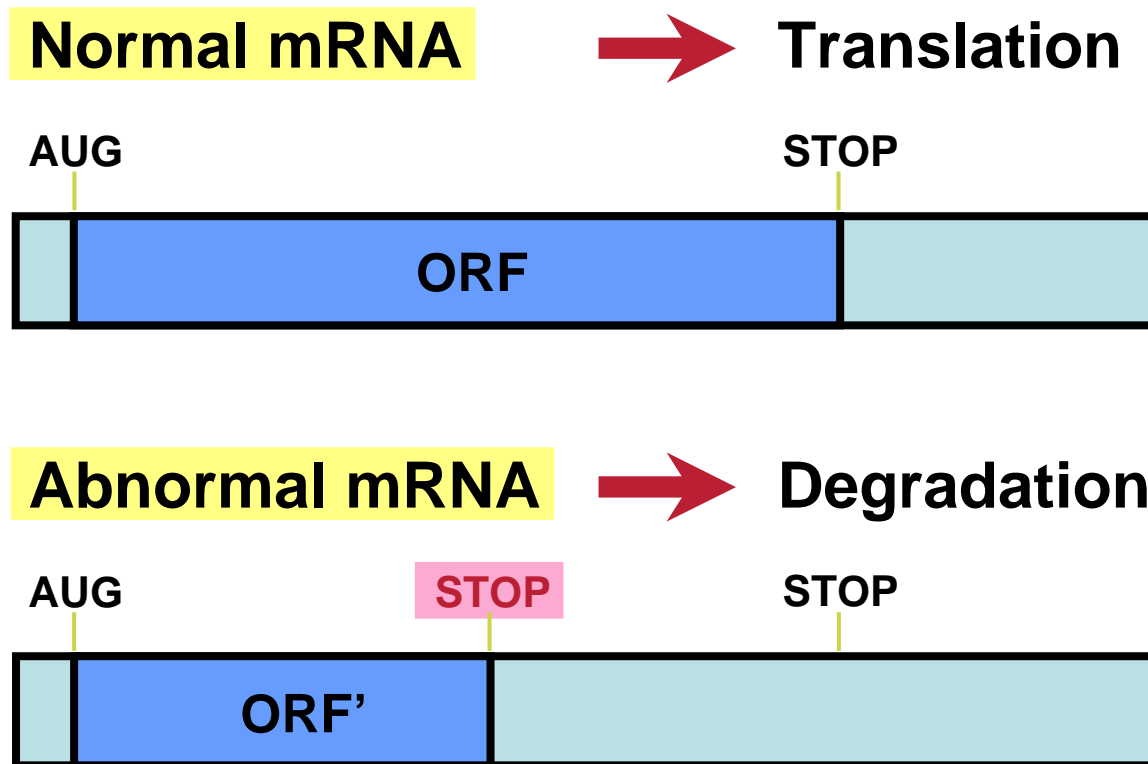 Normal mRNA Translation
AUG STOP
ORF
Abnormal mRNA Degradation
AUG STOP STOP
ORF’